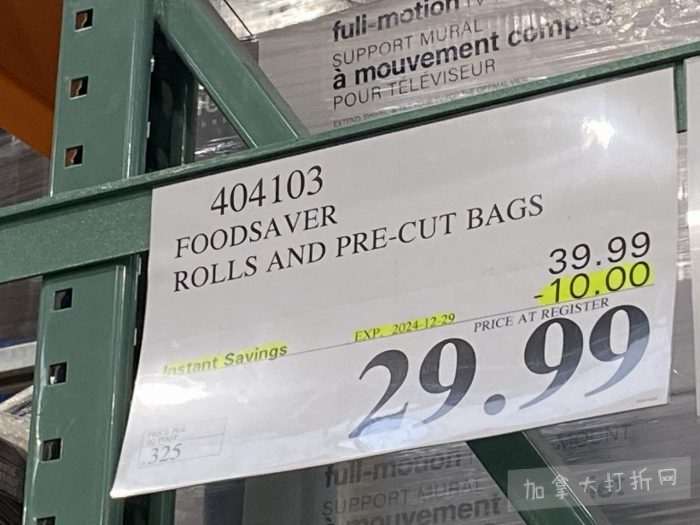 full-motion TV
SUPPORT MURAL
à mouvement complet
POUR TÉLÉVISEUR
404103
FOODSAVER
ROLLS AND PRE-CUT BAGS
39.99
-10.00
Instant Savings EXP. 2024-12-29 PRICE AT REGISTER
29.99
325
full-motion
SUPPORT MURAL
mouvement
加拿大打折网